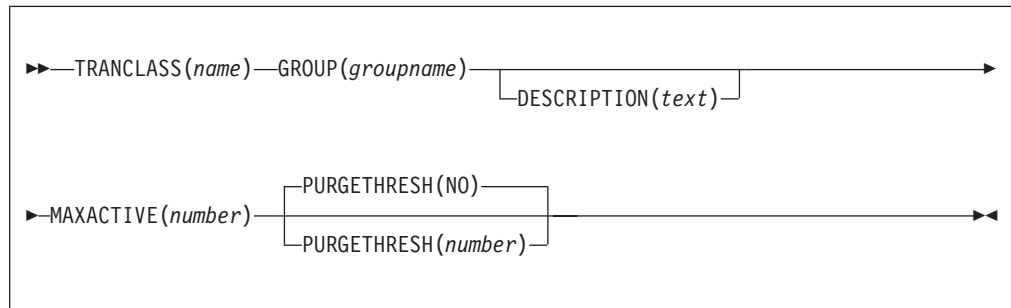 TRANCLASS(name) GROUP(groupname)
DESCRIPTION(text)
PURGETHRESH(NO)
MAXACTIVE(number)
PURGETHRESH(number)